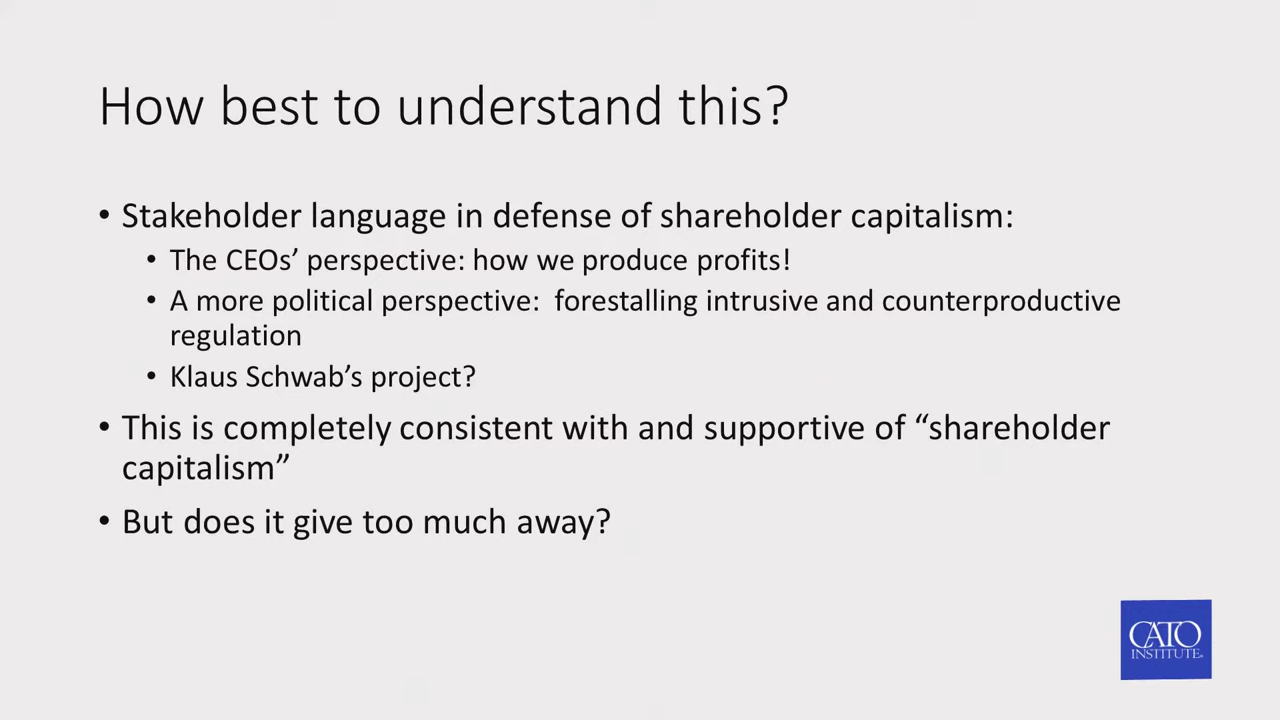 How best to understand this?
• Stakeholder language in defense of shareholder capitalism:
• The CEOs’ perspective: how we produce profits!
• A more political perspective:  forestalling intrusive and counterproductive
regulation
• Klaus Schwab’s project?
• This is completely consistent with and supportive of “shareholder
capitalism”
• But does it give too much away?
CATO
INSTITUTE